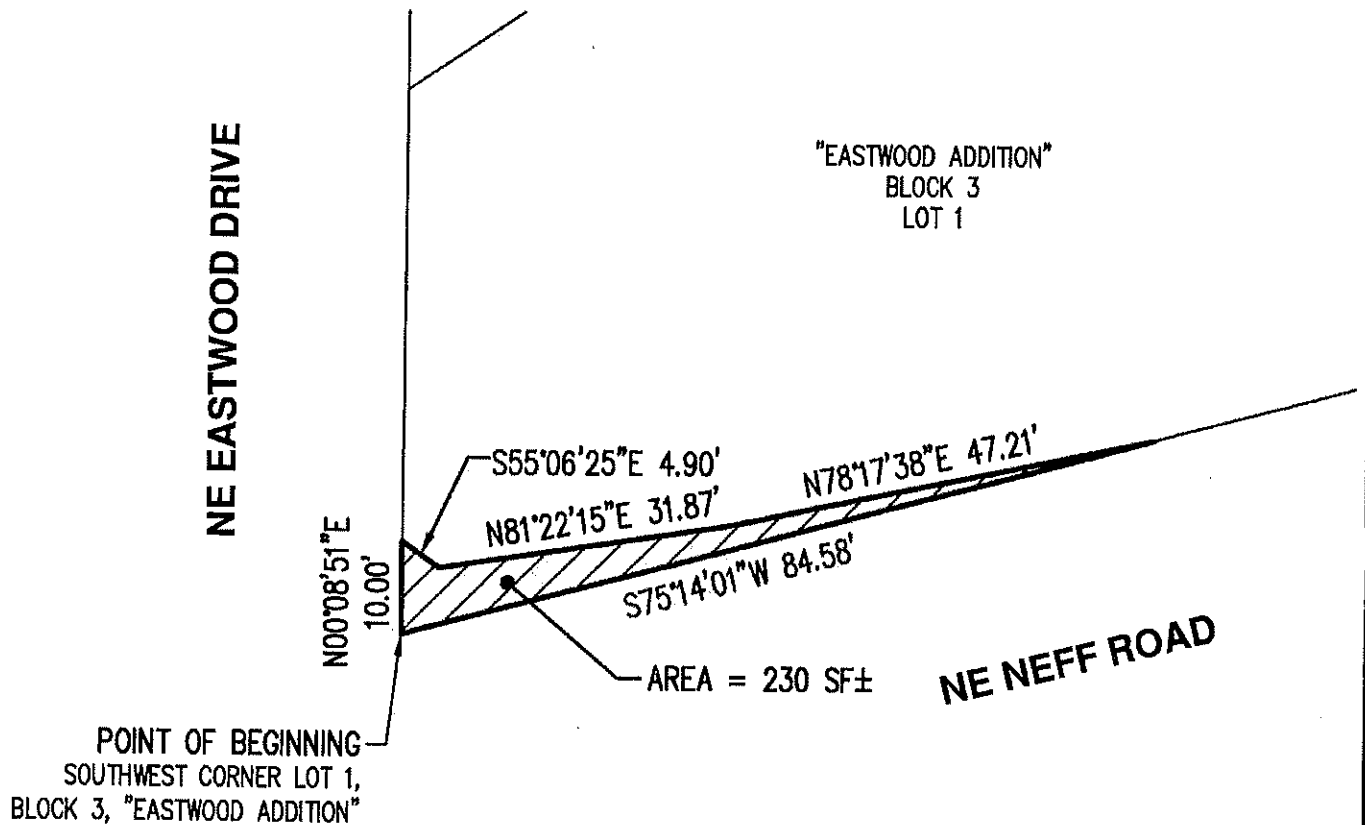 "EASTWOOD ADDITION"
BLOCK 3
LOT 1
NE EASTWOOD DRIVE
S55°06'25"E 4.90'
N81°22'15"E 31.87'
N78°17'38"E 47.21'
N00°08'51"E
10.00'
S75°14'01"W 84.58'
AREA = 230 SF±
NE NEFF ROAD
POINT OF BEGINNING
SOUTHWEST CORNER LOT 1,
BLOCK 3, "EASTWOOD ADDITION"